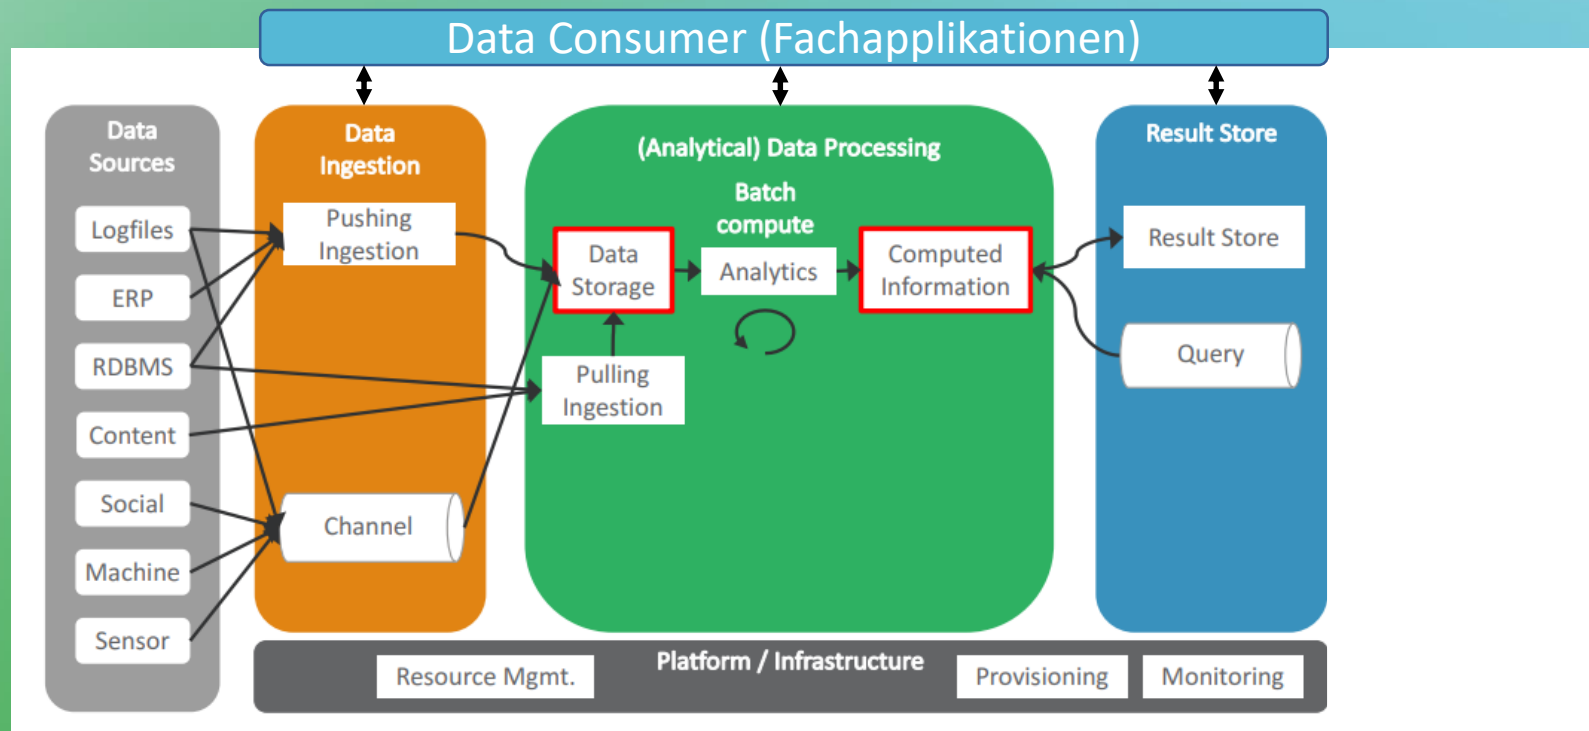 Data Consumer (Fachapplikationen)
Data
Sources
Logfiles
ERP
RDBMS
Content
Social
Machine
Sensor
Data
Ingestion
Pushing
Ingestion
Channel
(Analytical) Data Processing
Batch
compute
Data
Storage
Analytics
Computed
Information
Pulling
Ingestion
Result Store
Result Store
Query
Platform / Infrastructure
Resource Mgmt.
Provisioning
Monitoring